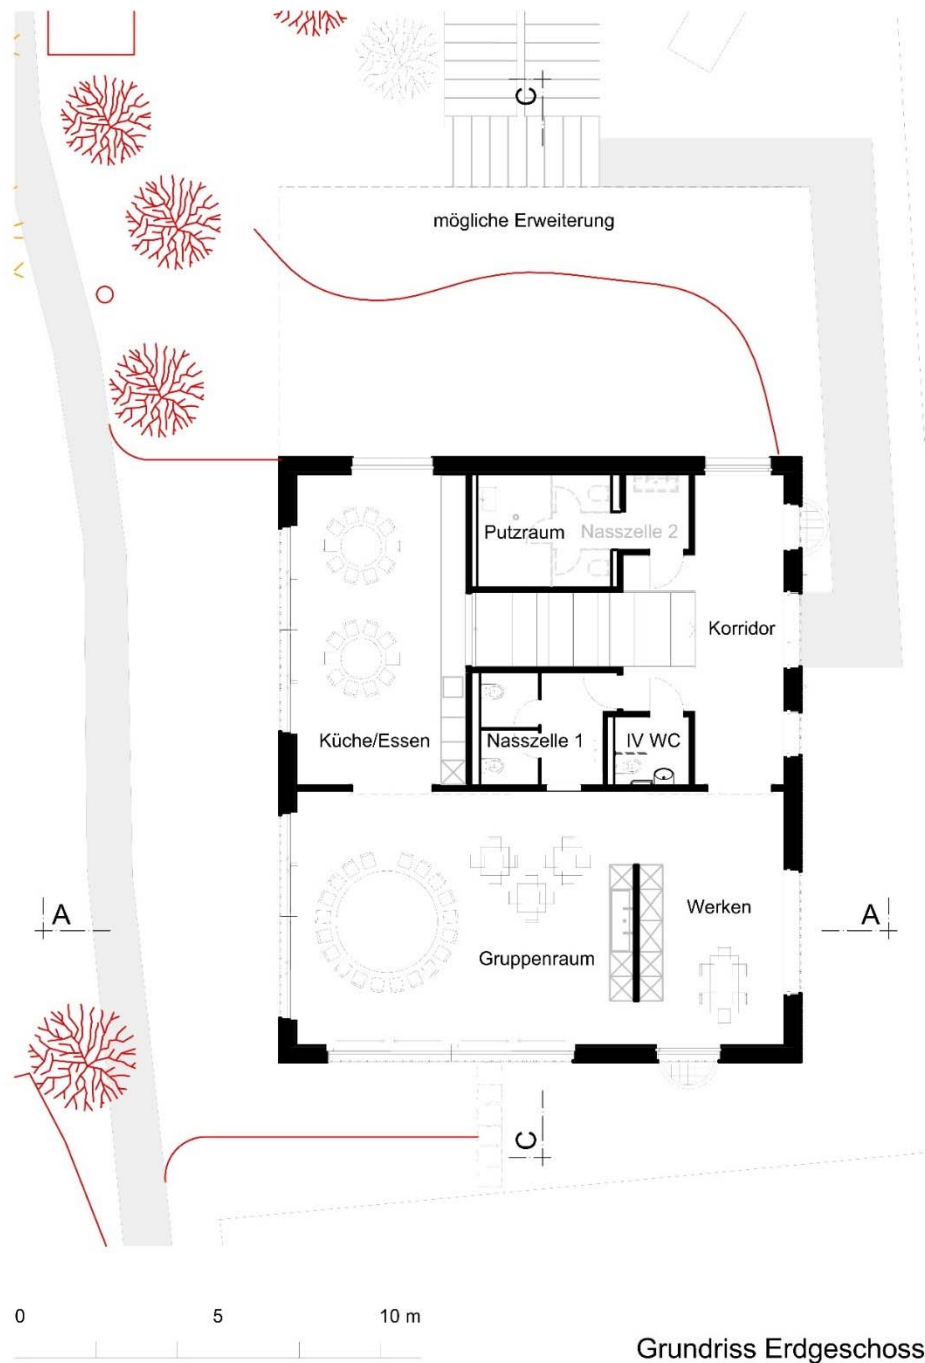 C
mögliche Erweiterung
Putzraum
Nasszelle 2
Korridor
Küche/Essen
Nasszelle 1
IV WC
A
A
Werken
Gruppenraum
C
0 5 10 m
Grundriss Erdgeschoss